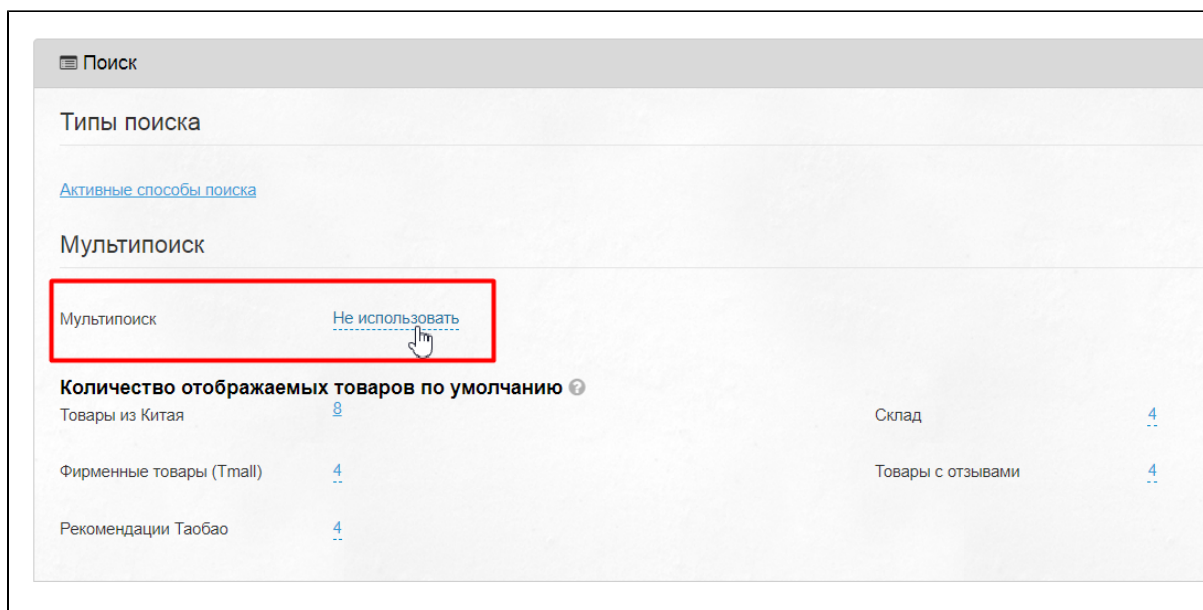 Поиск
Типы поиска
Активные способы поиска
Мультипоиск
Мультипоиск Не использовать
Количество отображаемых товаров по умолчанию ?
Товары из Китая 8 Склад 4
Фирменные товары (Tmall) 4 Товары с отзывами 4
Рекомендации Таобао 4